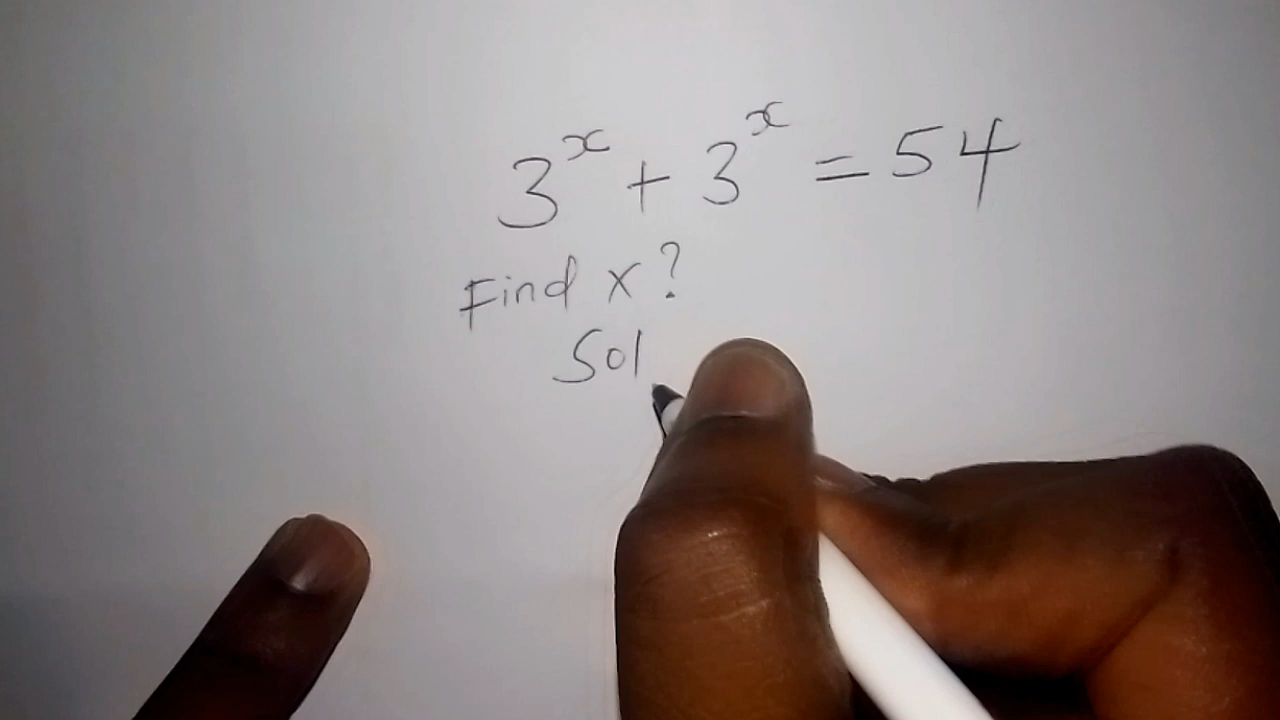 3^x + 3^x = 54
Find x?
Sol